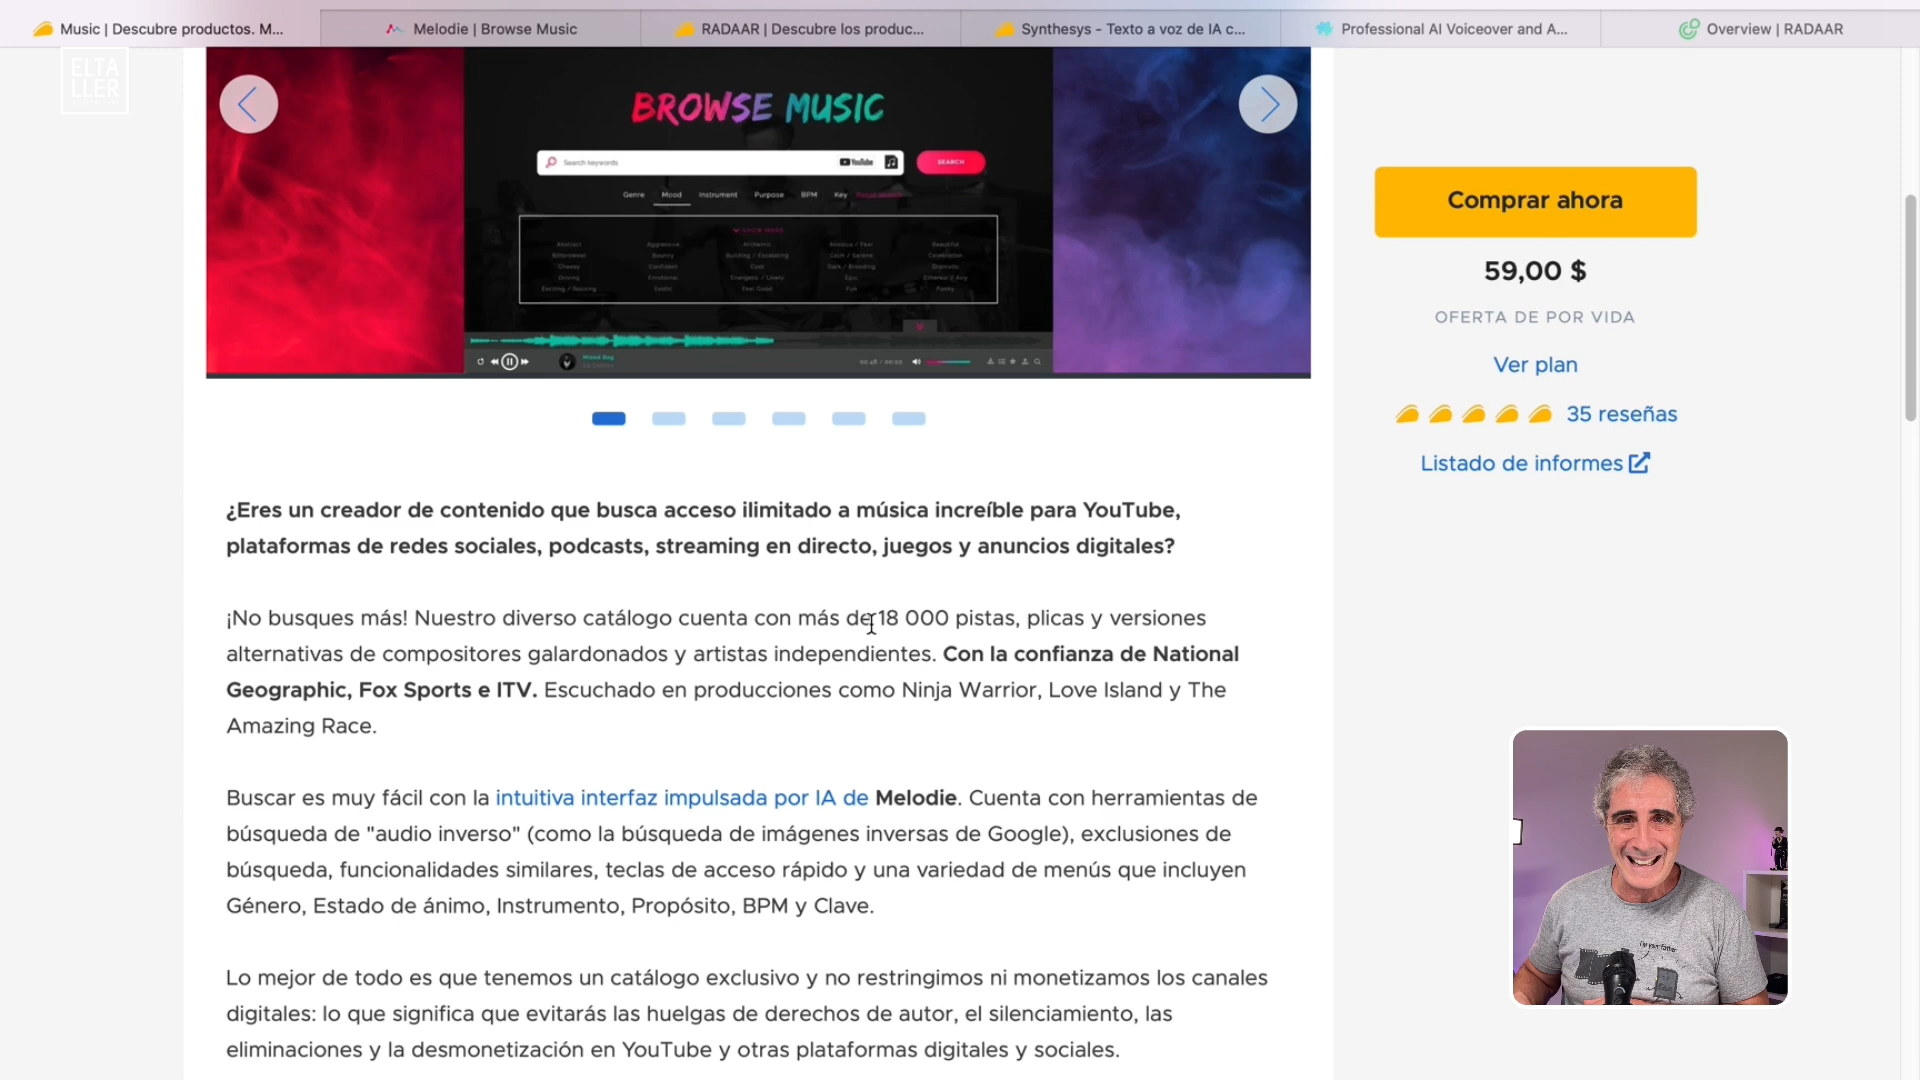 Music | Descubre productos. M...
Melodie | Browse Music
RADAAR | Descubre los produc...
Synthesys - Texto a voz de IA c...
Professional AI Voiceover and A...
Overview | RADAAR
ELTA
LLER
BROWSE MUSIC
Search keywords
YouTube
SEARCH
Genre Mood Instrument Purpose BPM Key
SHOW MORE
Abstract Aggressive Anthemic Anxious / Fear Beautiful
Bittersweet Bouncy Building / Escalating Calm / Serene Celebration
Cheesy Confident Cool Dark / Brooding Dramatic
Driving Emotional Energetic / Lively Epic
Exotic Feel Good Fun Funky
Comprar ahora
59,00 $
OFERTA DE POR VIDA
Ver plan
35 reseñas
Listado de informes
¿Eres un creador de contenido que busca acceso ilimitado a música increíble para YouTube,
plataformas de redes sociales, podcasts, streaming en directo, juegos y anuncios digitales?
¡No busques más! Nuestro diverso catálogo cuenta con más de 18 000 pistas, plicas y versiones
alternativas de compositores galardonados y artistas independientes. Con la confianza de National
Geographic, Fox Sports e ITV. Escuchado en producciones como Ninja Warrior, Love Island y The
Amazing Race.
Buscar es muy fácil con la intuitiva interfaz impulsada por IA de Melodie. Cuenta con herramientas de
búsqueda de "audio inverso" (como la búsqueda de imágenes inversas de Google), exclusiones de
búsqueda, funcionalidades similares, teclas de acceso rápido y una variedad de menús que incluyen
Género, Estado de ánimo, Instrumento, Propósito, BPM y Clave.
Lo mejor de todo es que tenemos un catálogo exclusivo y no restringimos ni monetizamos los canales
digitales: lo que significa que evitarás las huelgas de derechos de autor, el silenciamiento, las
eliminaciones y la desmonetización en YouTube y otras plataformas digitales y sociales.